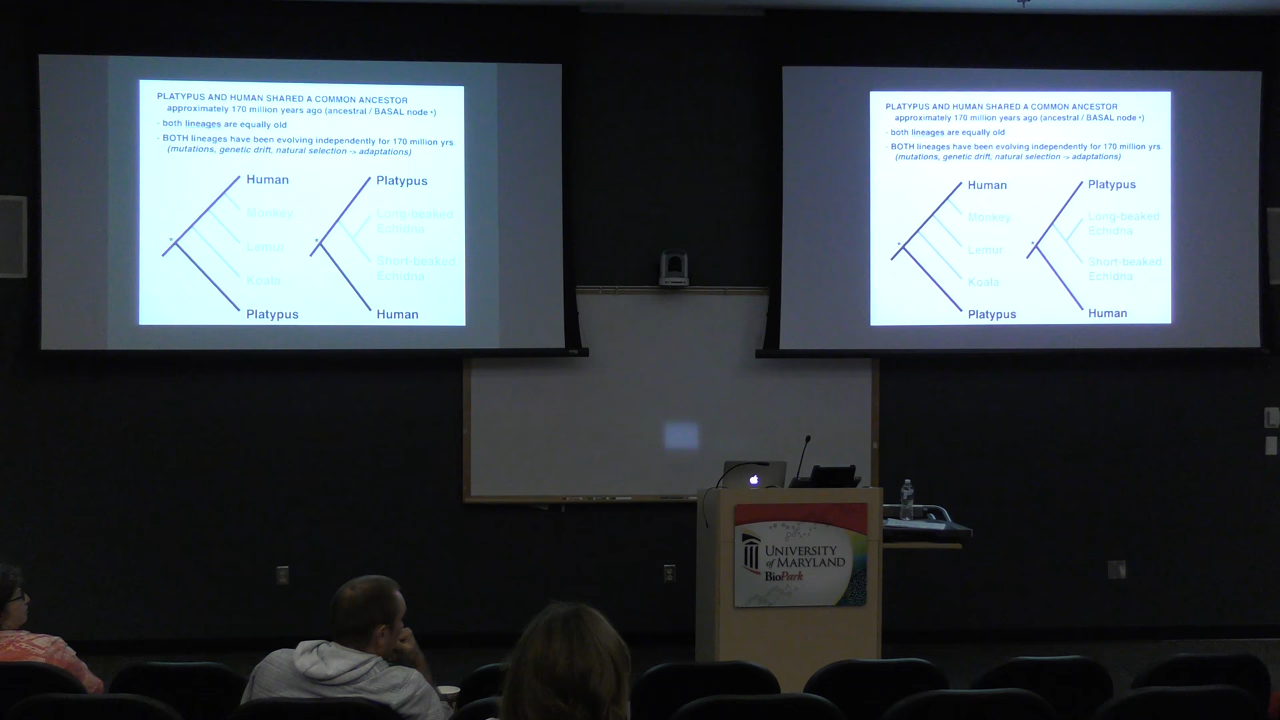 PLATYPUS AND HUMAN SHARED A COMMON ANCESTOR
approximately 170 million years ago (ancestral / BASAL node *)
- both lineages are equally old
- BOTH lineages have been evolving independently for 170 million yrs.
(mutations, genetic drift, natural selection -> adaptations)
Human
Monkey
Lemur
Koala
Platypus
*
Platypus
Long-beaked
Echidna
Short-beaked
Echidna
Human
*
PLATYPUS AND HUMAN SHARED A COMMON ANCESTOR
approximately 170 million years ago (ancestral / BASAL node *)
- both lineages are equally old
- BOTH lineages have been evolving independently for 170 million yrs.
(mutations, genetic drift, natural selection -> adaptations)
Human
Monkey
Lemur
Koala
Platypus
*
Platypus
Long-beaked
Echidna
Short-beaked
Echidna
Human
*
UNIVERSITY
of MARYLAND
BioPark